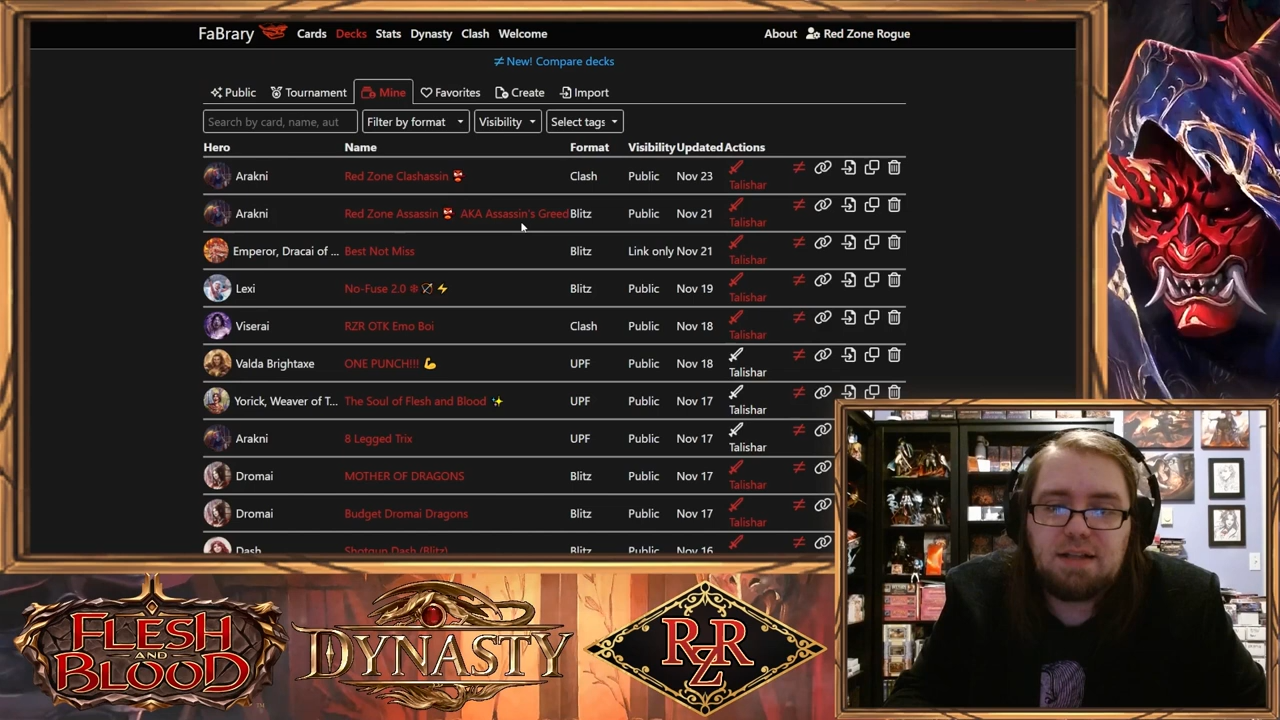 FaBrary Cards Decks Stats Dynasty Clash Welcome About Red Zone Rogue
≠ New! Compare decks
Public Tournament Mine Favorites Create Import
Search by card, name, aut Filter by format Visibility Select tags
Hero Name Format Visibility Updated Actions
Arakni Red Zone Clashassin Clash Public Nov 23 Talishar
Arakni Red Zone Assassin AKA Assassin's Greed Blitz Public Nov 21 Talishar
Emperor, Dracai of ... Best Not Miss Blitz Link only Nov 21 Talishar
Lexi No-Fuse 2.0 Blitz Public Nov 19 Talishar
Viserai RZR OTK Emo Boi Clash Public Nov 18 Talishar
Valda Brightaxe ONE PUNCH!!! UPF Public Nov 18 Talishar
Yorick, Weaver of T... The Soul of Flesh and Blood UPF Public Nov 17 Talishar
Arakni 8 Legged Trix UPF Public Nov 17 Talishar
Dromai MOTHER OF DRAGONS Blitz Public Nov 17 Talishar
Dromai Budget Dromai Dragons Blitz Public Nov 17 Talishar
Dash Shotgun Dash (Blitz) Blitz Public Nov 16
FLESH
AND
BLOOD
DYNASTY
RZR